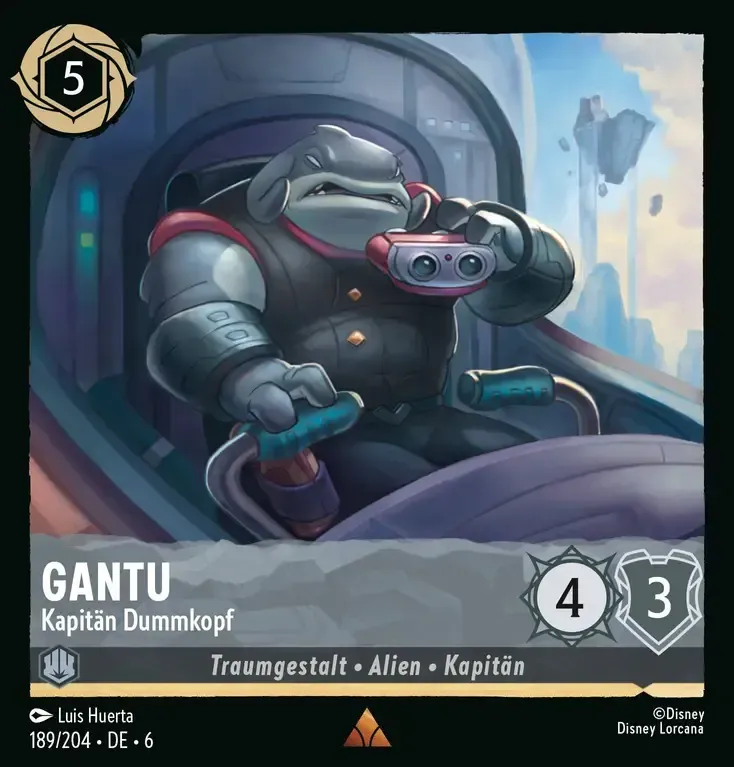 5
GANTU
Kapitän Dummkopf
4
3
Traumgestalt • Alien • Kapitän
Luis Huerta
189/204 • DE • 6
©Disney
Disney Lorcana